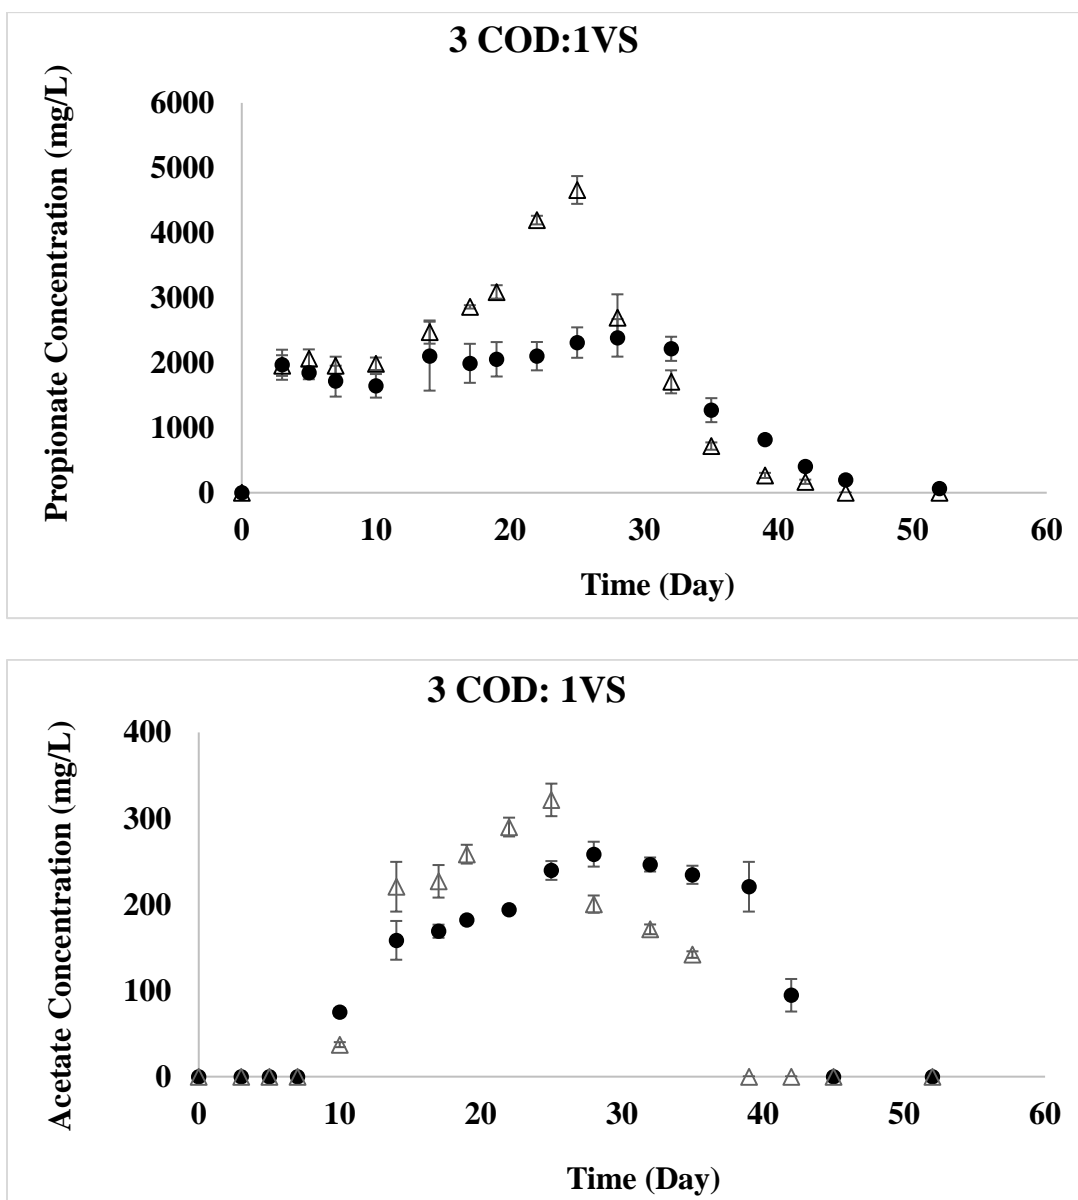 3 COD:1VS
Propionate Concentration (mg/L)
6000
5000
4000
3000
2000
1000
0
0 10 20 30 40 50 60
Time (Day)
3 COD: 1VS
Acetate Concentration (mg/L)
400
300
200
100
0
0 10 20 30 40 50 60
Time (Day)